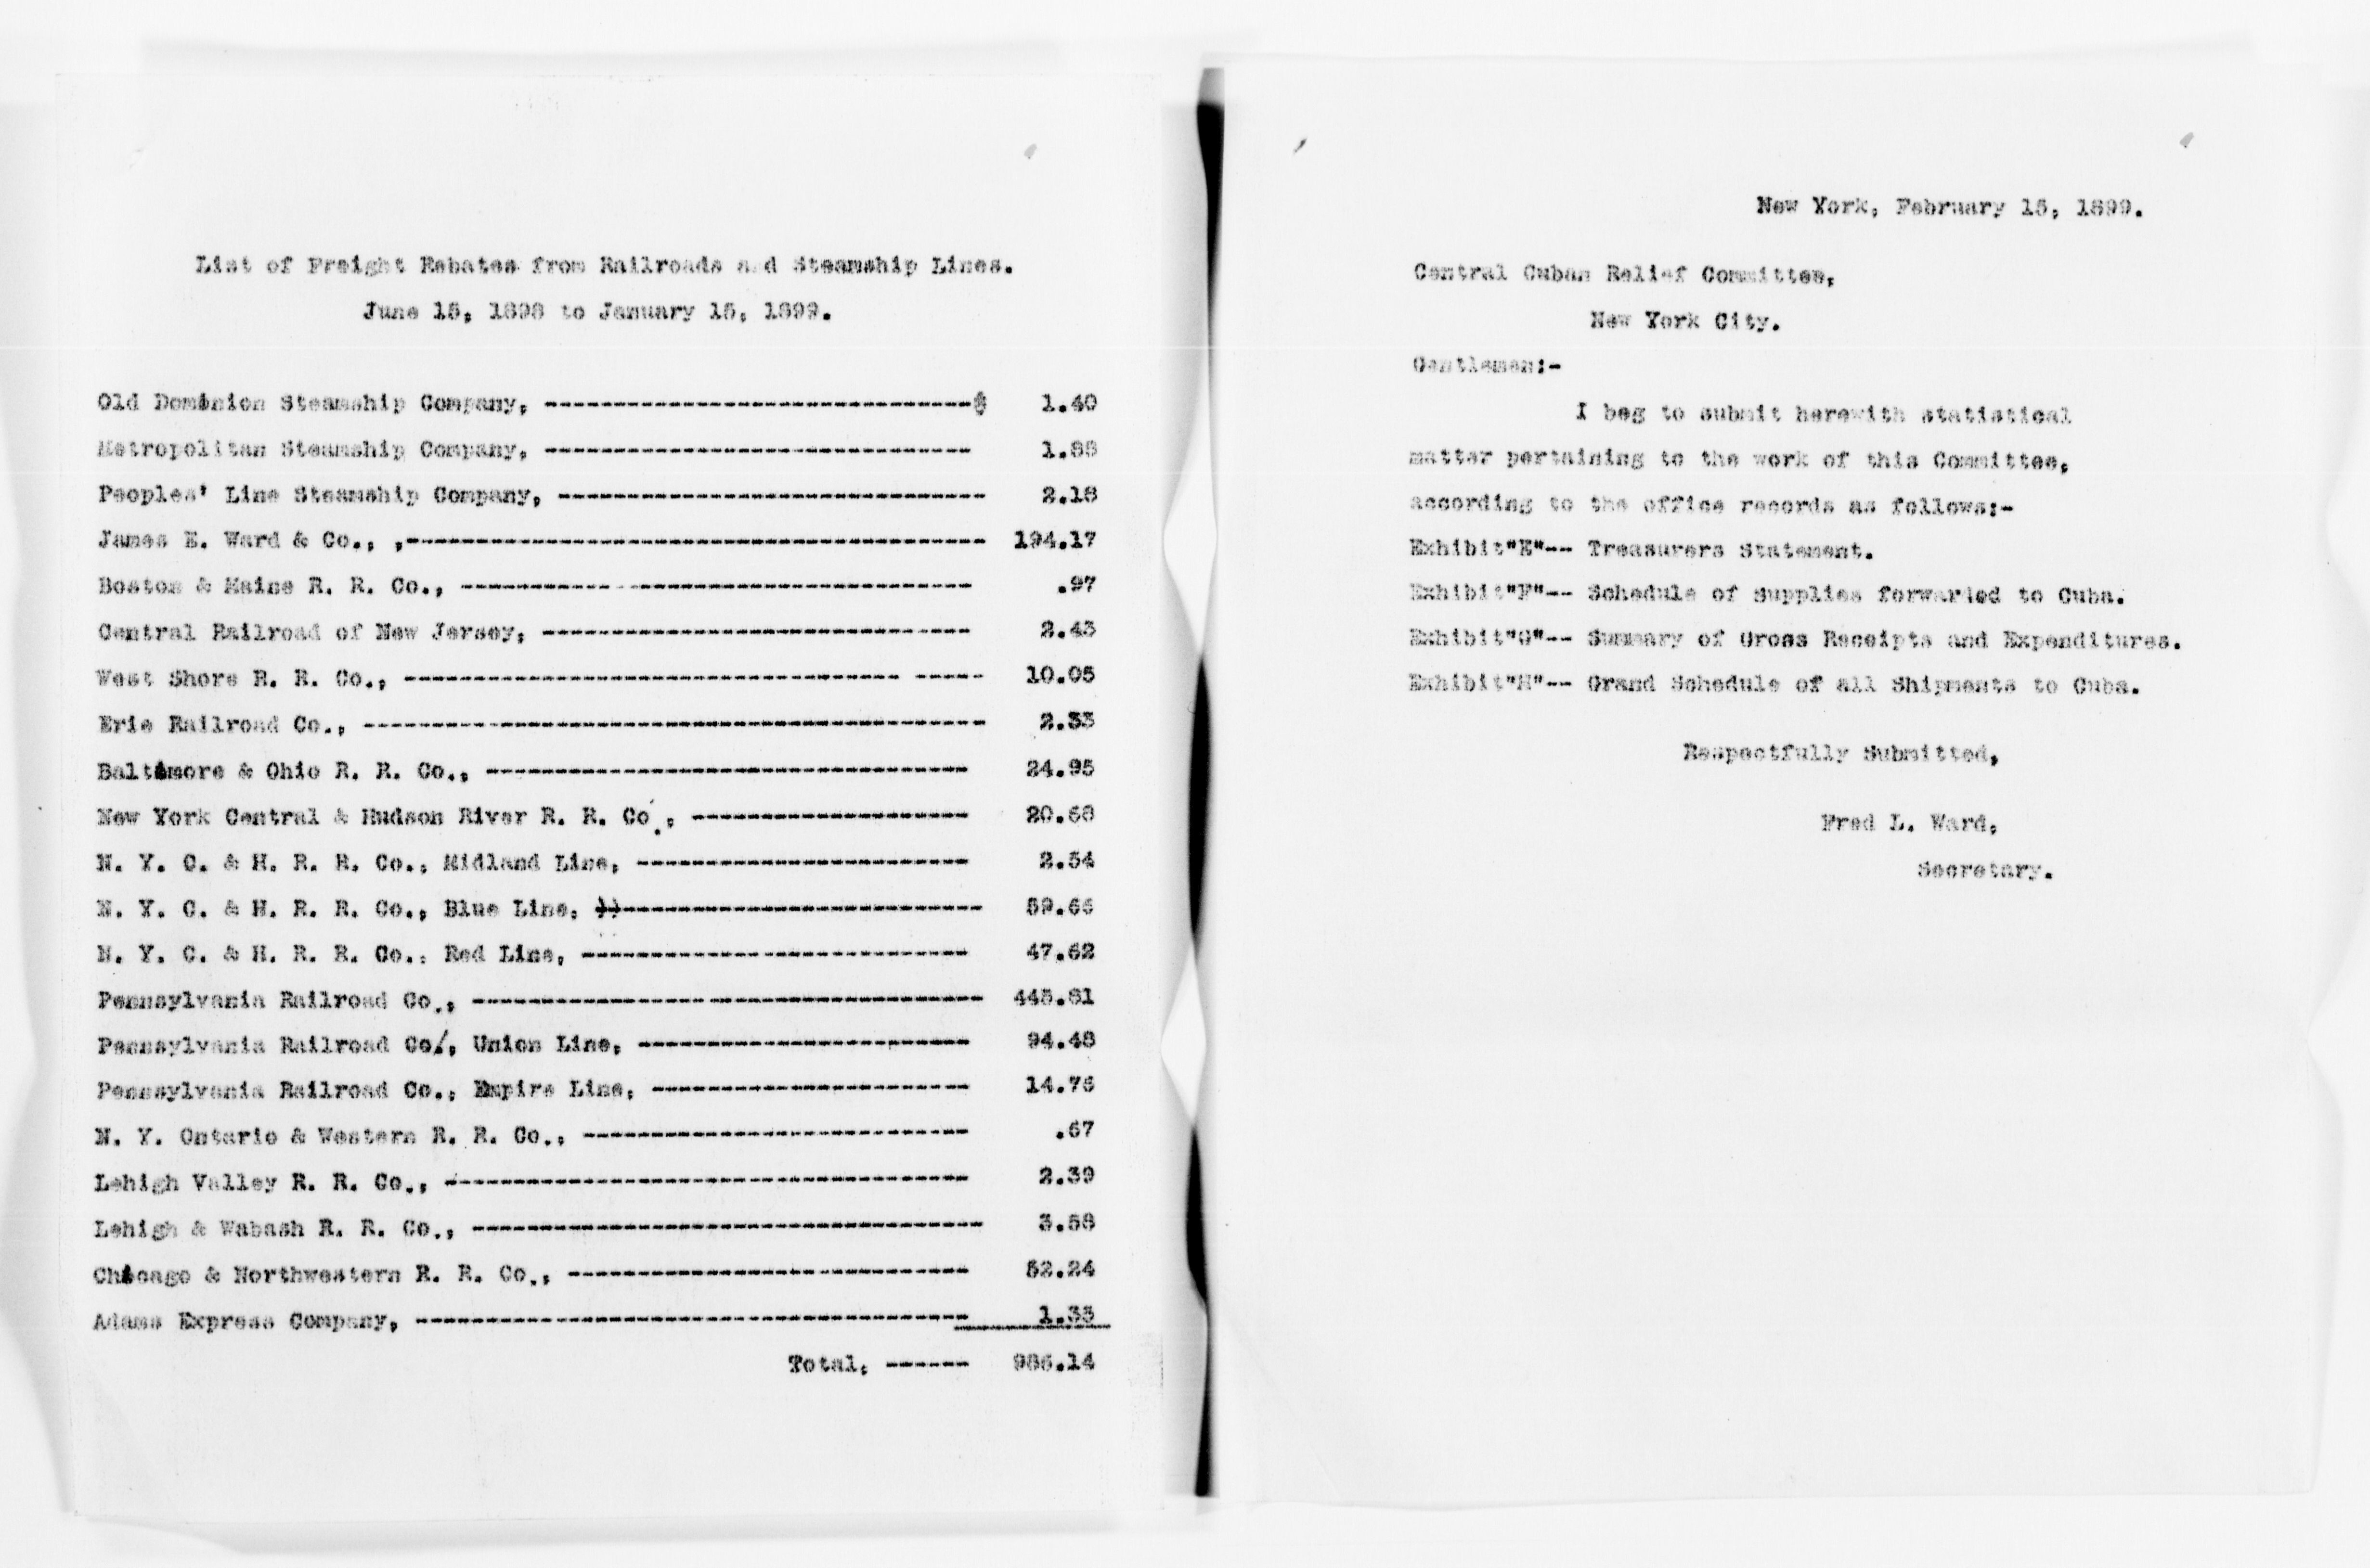 List of Freight Rebates from Railroads and Steamship Lines.
June 15, 1898 to January 15, 1899.
Old Dominion Steamship Company, ------------------------------$ 1.40
Metropolitan Steamship Company, ------------------------------ 1.88
Peoples' Line Steamship Company, ------------------------------ 2.18
James E. Ward & Co., ,---------------------------------------- 194.17
Boston & Maine R. R. Co., ------------------------------------ .97
Central Railroad of New Jersey, ------------------------------ 2.45
West Shore R. R. Co., ----------------------------------- ----- 10.05
Erie Railroad Co., -------------------------------------------- 2.33
Baltimore & Ohio R. R. Co., ---------------------------------- 24.95
New York Central & Hudson River R. R. Co., ------------------- 20.68
N. Y. C. & H. R. R. Co., Midland Line, ----------------------- 2.54
N. Y. C. & H. R. R. Co., Blue Line, -------------------------- 59.66
N. Y. C. & H. R. R. Co., Red Line, --------------------------- 47.62
Pennsylvania Railroad Co., ------------------------------------ 445.81
Pennsylvania Railroad Co/, Union Line, ----------------------- 94.48
Pennsylvania Railroad Co., Empire Line, ---------------------- 14.76
N. Y. Ontario & Western R. R. Co., --------------------------- .67
Lehigh Valley R. R. Co., ------------------------------------- 2.39
Lehigh & Wabash R. R. Co., ------------------------------------ 3.58
Chicago & Northwestern R. R. Co., ---------------------------- 52.24
Adams Express Company, --------------------------------------- 1.33
Total, ------ 986.14
New York, February 15, 1899.
Central Cuban Relief Committee,
New York City.
Gentlemen:-
I beg to submit herewith statistical
matter pertaining to the work of this Committee,
according to the office records as follows:-
Exhibit"E"-- Treasurers Statement.
Exhibit"F"-- Schedule of supplies forwarded to Cuba.
Exhibit"G"-- Summary of Gross Receipts and Expenditures.
Exhibit"H"-- Grand Schedule of all Shipments to Cuba.
Respectfully Submitted,
Fred L. Ward,
Secretary.